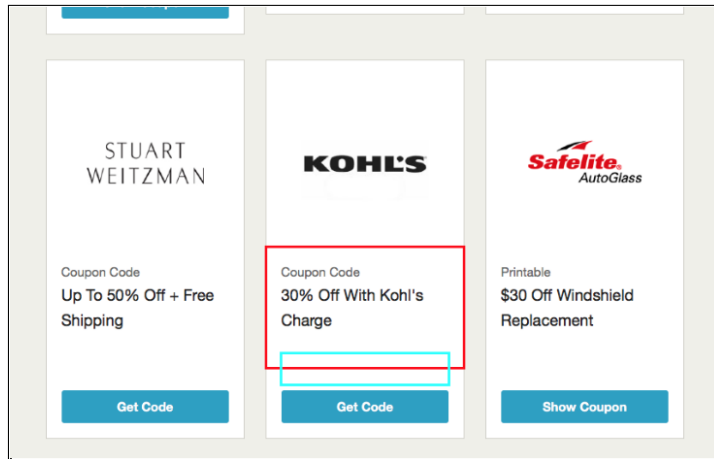 STUART
WEITZMAN
Coupon Code
Up To 50% Off + Free
Shipping
Get Code
KOHL'S
Coupon Code
30% Off With Kohl's
Charge
Get Code
Safelite.
AutoGlass
Printable
$30 Off Windshield
Replacement
Show Coupon